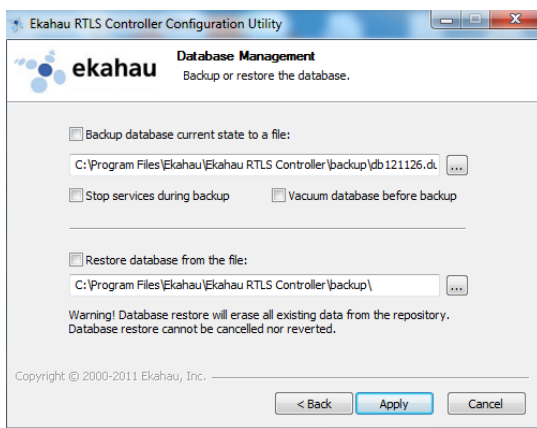 Ekahau RTLS Controller Configuration Utility
ekahau
Database Management
Backup or restore the database.
Backup database current state to a file:
C:\Program Files\Ekahau\Ekahau RTLS Controller\backup\db121126.du
...
Stop services during backup
Vacuum database before backup
Restore database from the file:
C:\Program Files\Ekahau\Ekahau RTLS Controller\backup\
...
Warning! Database restore will erase all existing data from the repository.
Database restore cannot be cancelled nor reverted.
Copyright © 2000-2011 Ekahau, Inc.
< Back
Apply
Cancel